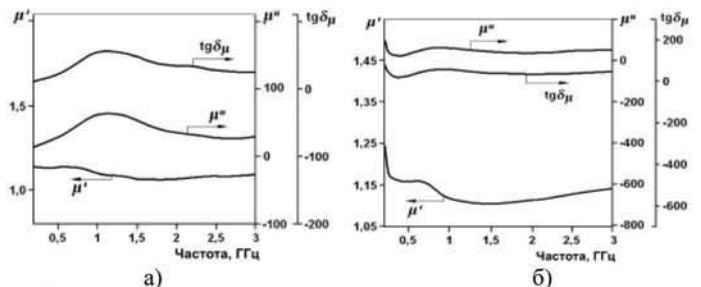 μ' μ" tgδμ
1,5
1,0
100
0
-100
100
0
-100
-200
tgδμ
μ"
μ'
0,5 1 1,5 2 2,5 3
Частота, ГГц
а)
μ' μ" tgδμ
1,45
1,35
1,25
1,15
1,05
200
0
-200
-400
-600
-800
200
0
-200
-400
-600
μ"
tgδμ
μ'
0,5 1 1,5 2 2,5 3
Частота, ГГц
б)